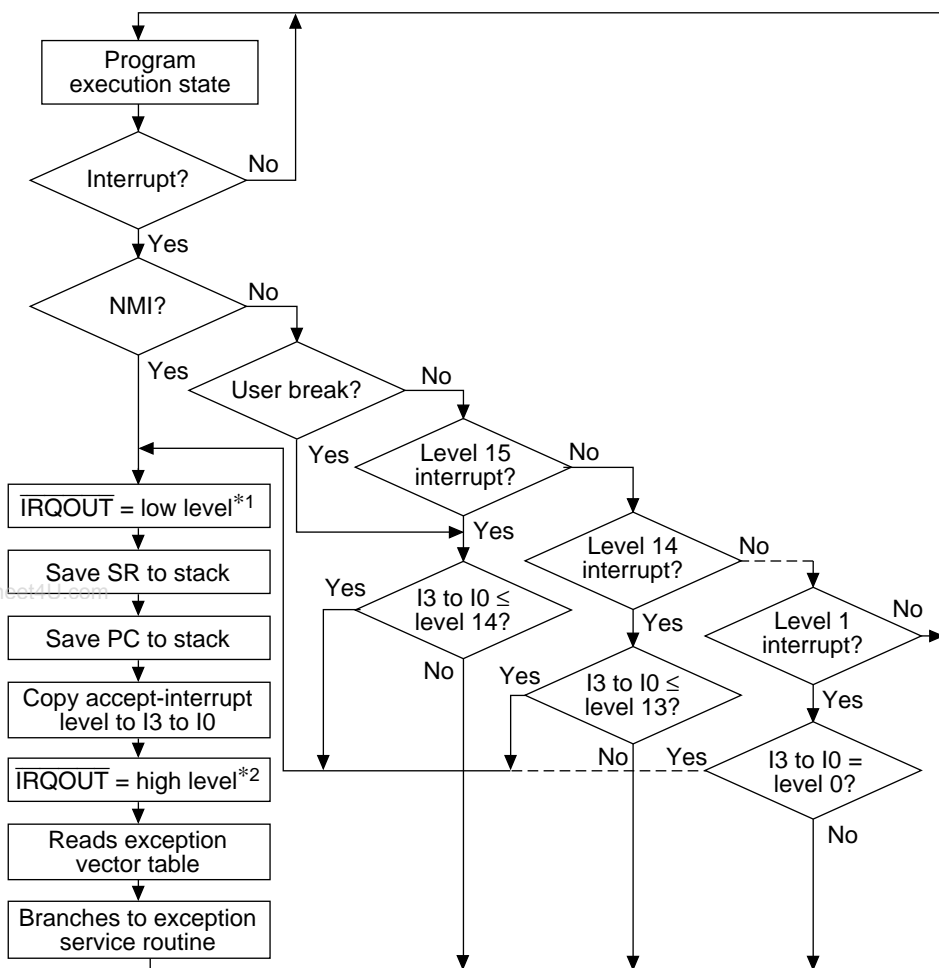 Program
execution state
Interrupt?
No
Yes
NMI?
No
Yes
User break?
No
Yes
Level 15
interrupt?
No
Yes
Level 14
interrupt?
No
Yes
Level 1
interrupt?
No
Yes
I3 to I0 ≤
level 14?
Yes
No
I3 to I0 ≤
level 13?
Yes
No
I3 to I0 =
level 0?
Yes
No
IRQOUT = low level*1
Save SR to stack
Save PC to stack
Copy accept-interrupt
level to I3 to I0
IRQOUT = high level*2
Reads exception
vector table
Branches to exception
service routine